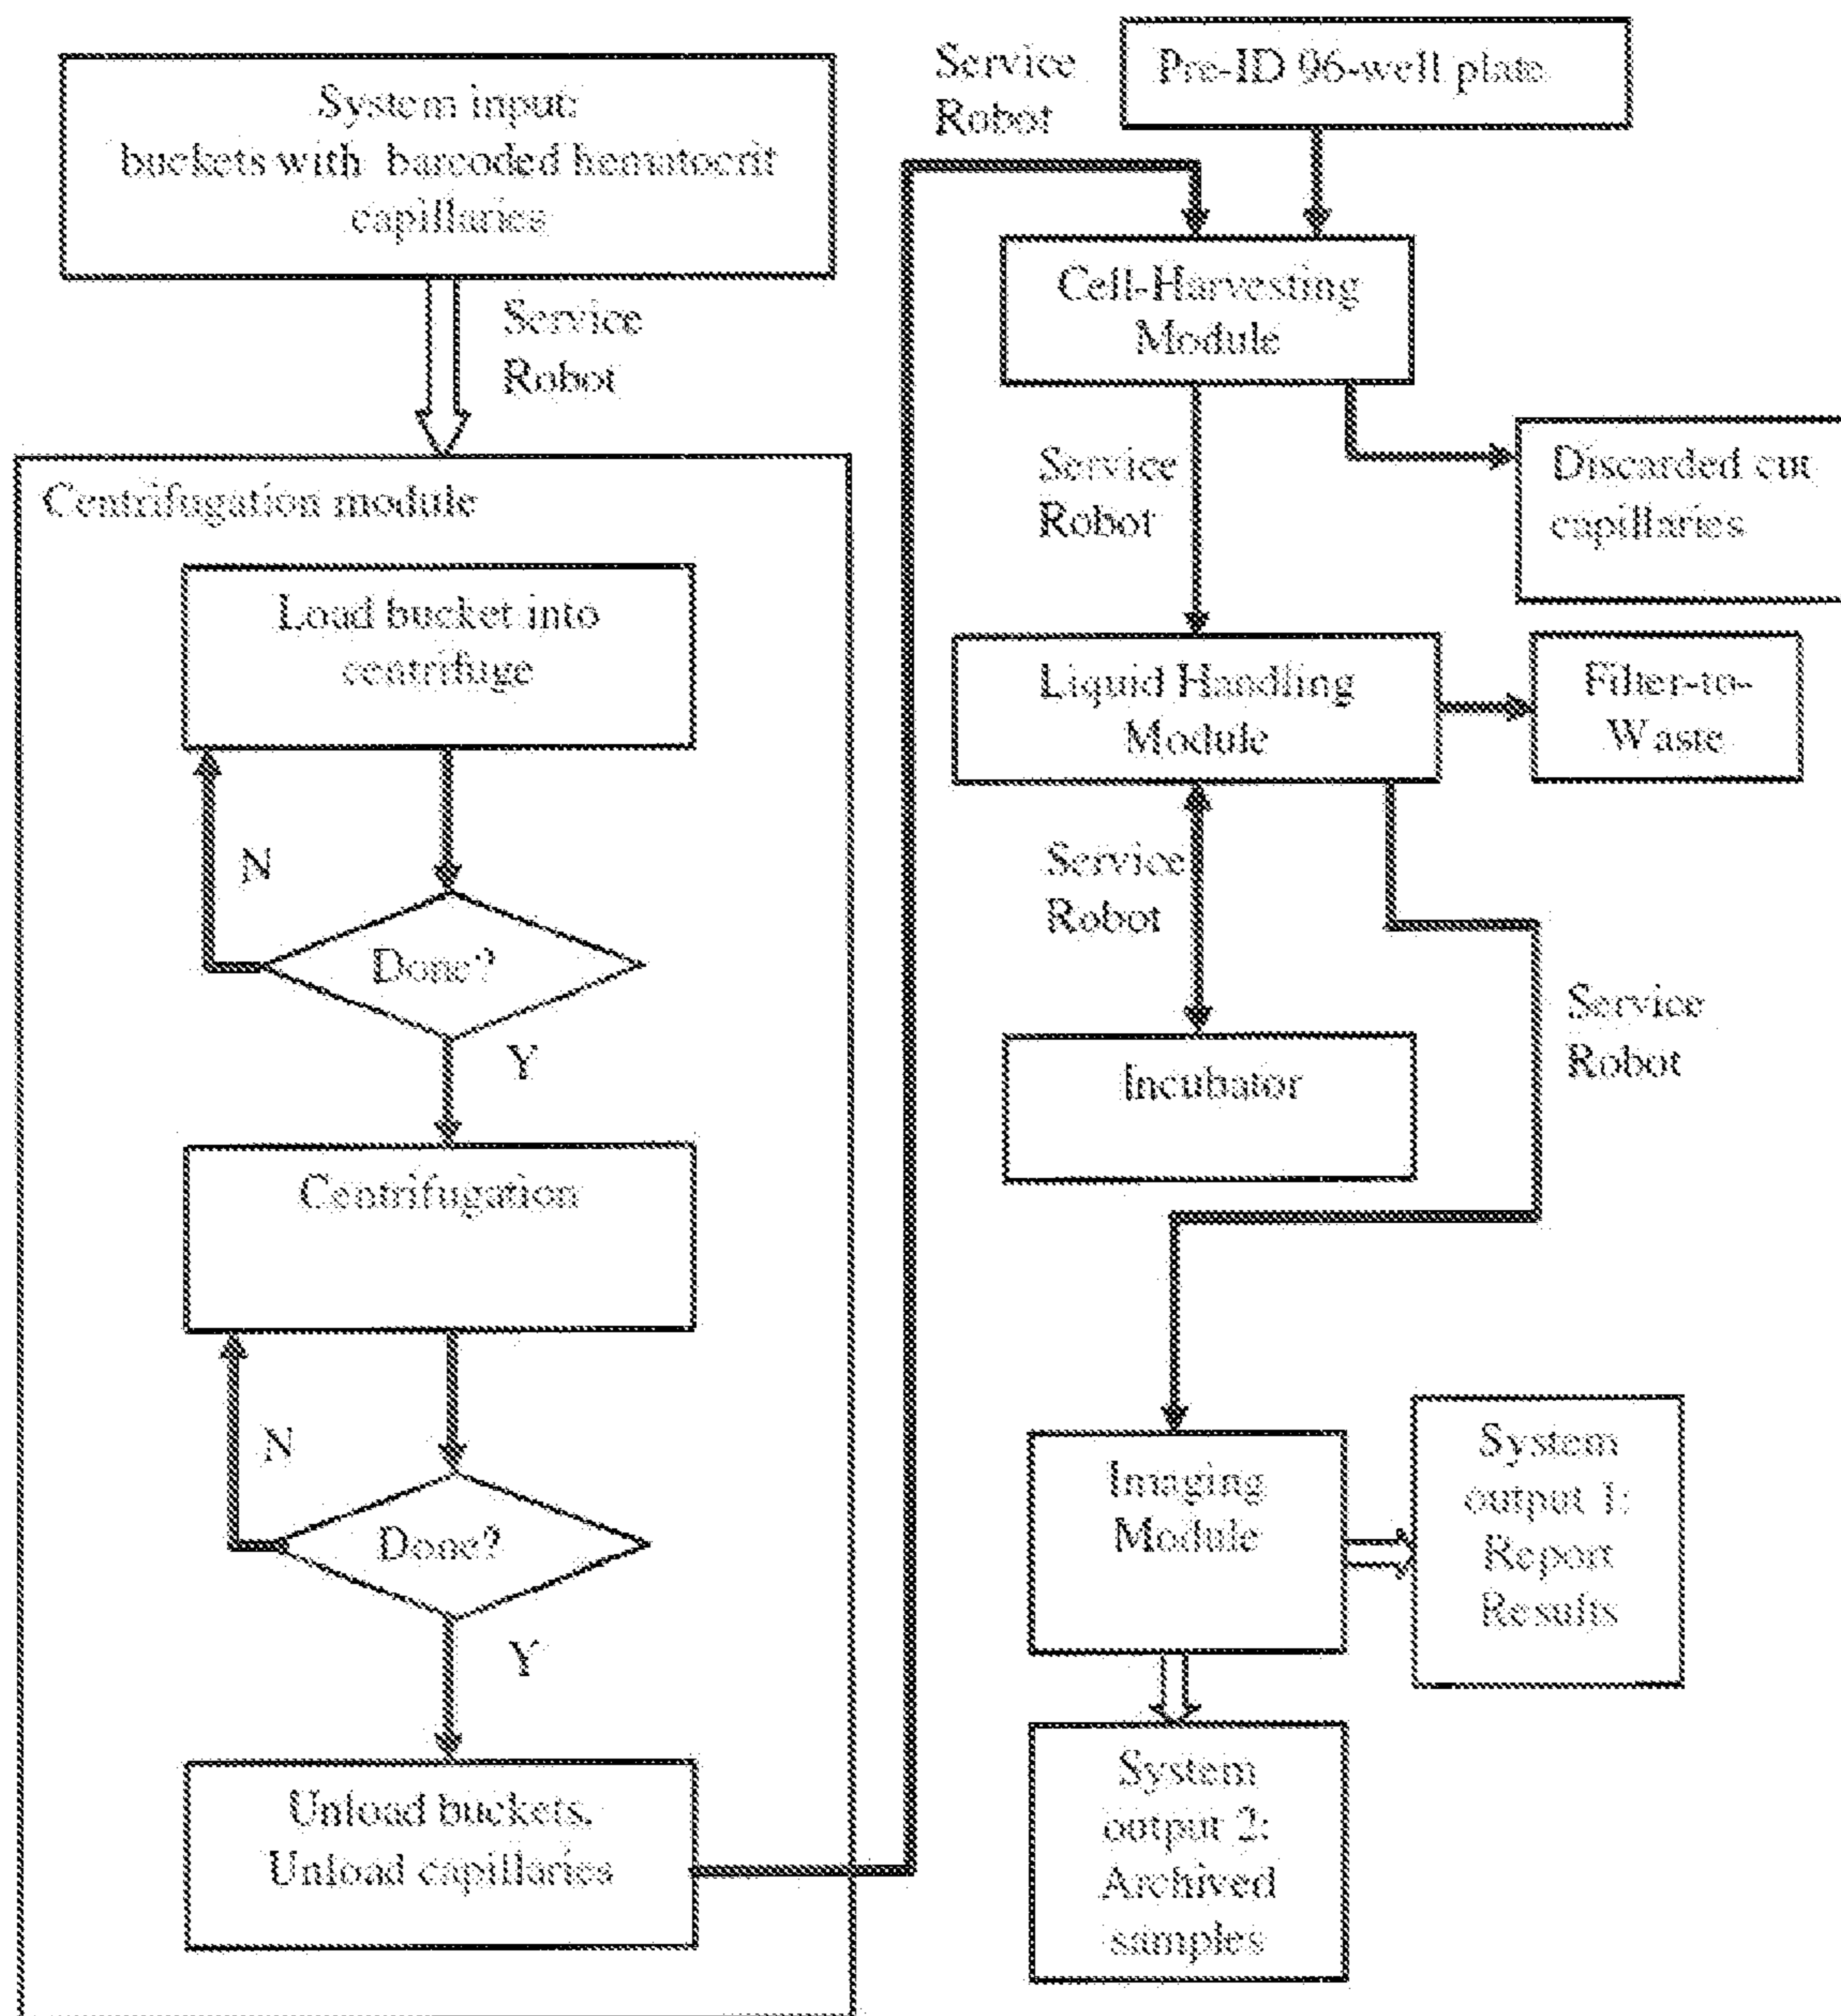 System input:
buckets with barcoded hematocrit
capillaries
Service
Robot
Centrifugation module
Load bucket into
centrifuge
N
Done?
Y
Centrifugation
N
Done?
Y
Unload buckets,
Unload capillaries
Service
Robot
Pre-ID 96-well plate
Cell-Harvesting
Module
Service
Robot
Discarded cut
capillaries
Liquid Handling
Module
Filter-to-
Waste
Service
Robot
Incubator
Service
Robot
Imaging
Module
System
output 1:
Report
Results
System
output 2:
Archived
samples